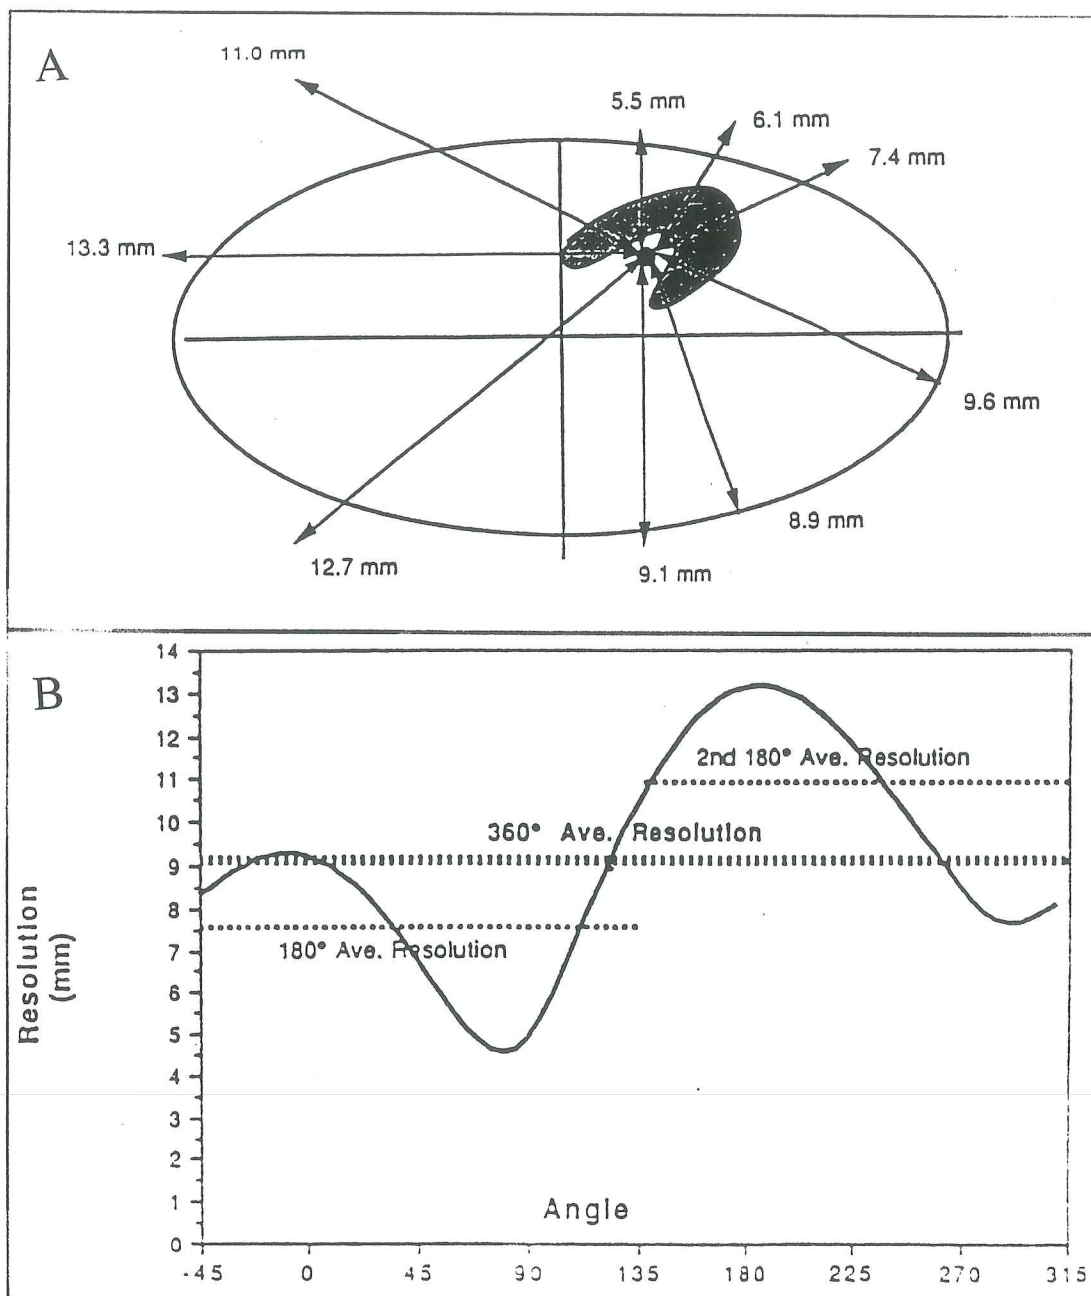 A
11.0 mm
5.5 mm
6.1 mm
7.4 mm
13.3 mm
9.6 mm
8.9 mm
12.7 mm
9.1 mm
B
14
13
12
11
10
9
8
7
6
5
4
3
2
1
0
2nd 180° Ave. Resolution
360° Ave. Resolution
180° Ave. Resolution
Resolution
(mm)
Angle
-45 0 45 90 135 180 225 270 315